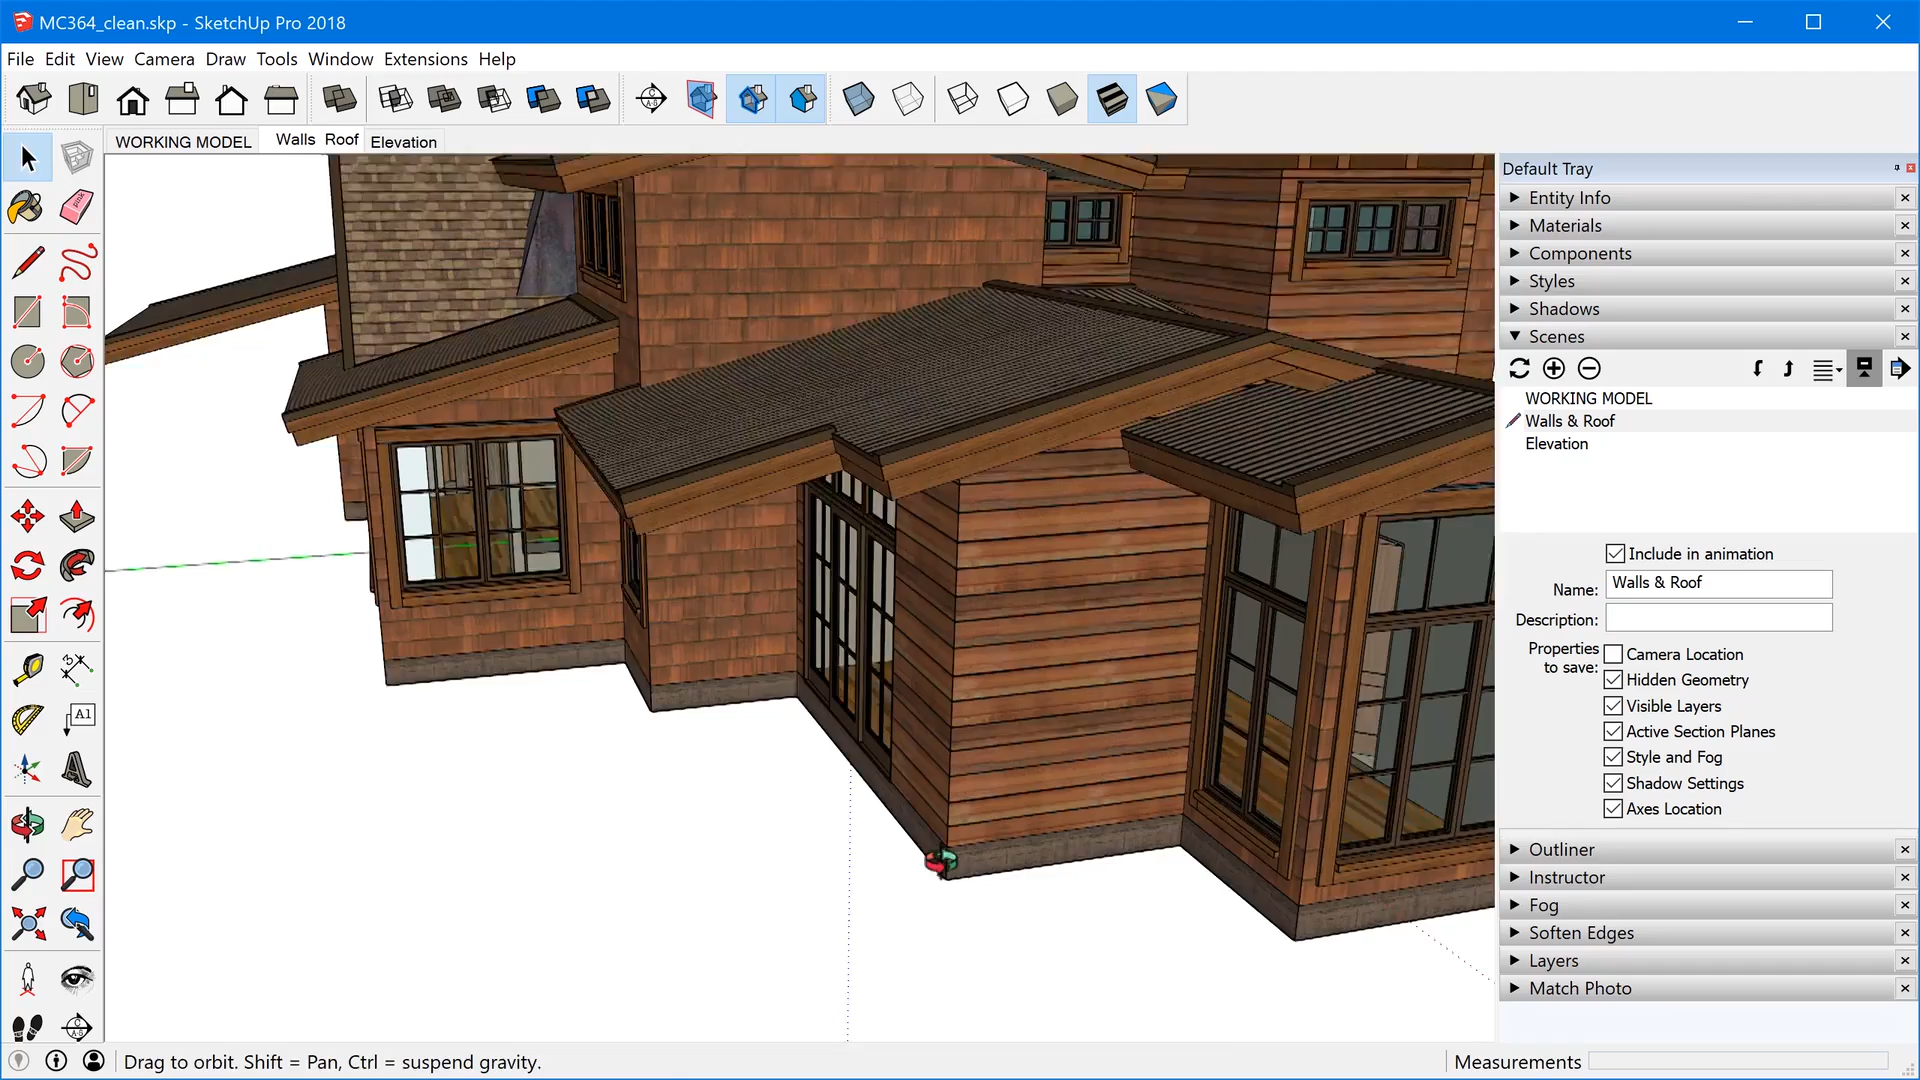 MC364_clean.skp - SketchUp Pro 2018
File Edit View Camera Draw Tools Window Extensions Help
WORKING MODEL Walls Roof Elevation
Default Tray
Entity Info
Materials
Components
Styles
Shadows
Scenes
WORKING MODEL
Walls & Roof
Elevation
Include in animation
Name: Walls & Roof
Description:
Properties to save:
Camera Location
Hidden Geometry
Visible Layers
Active Section Planes
Style and Fog
Shadow Settings
Axes Location
Outliner
Instructor
Fog
Soften Edges
Layers
Match Photo
Drag to orbit. Shift = Pan, Ctrl = suspend gravity.
Measurements